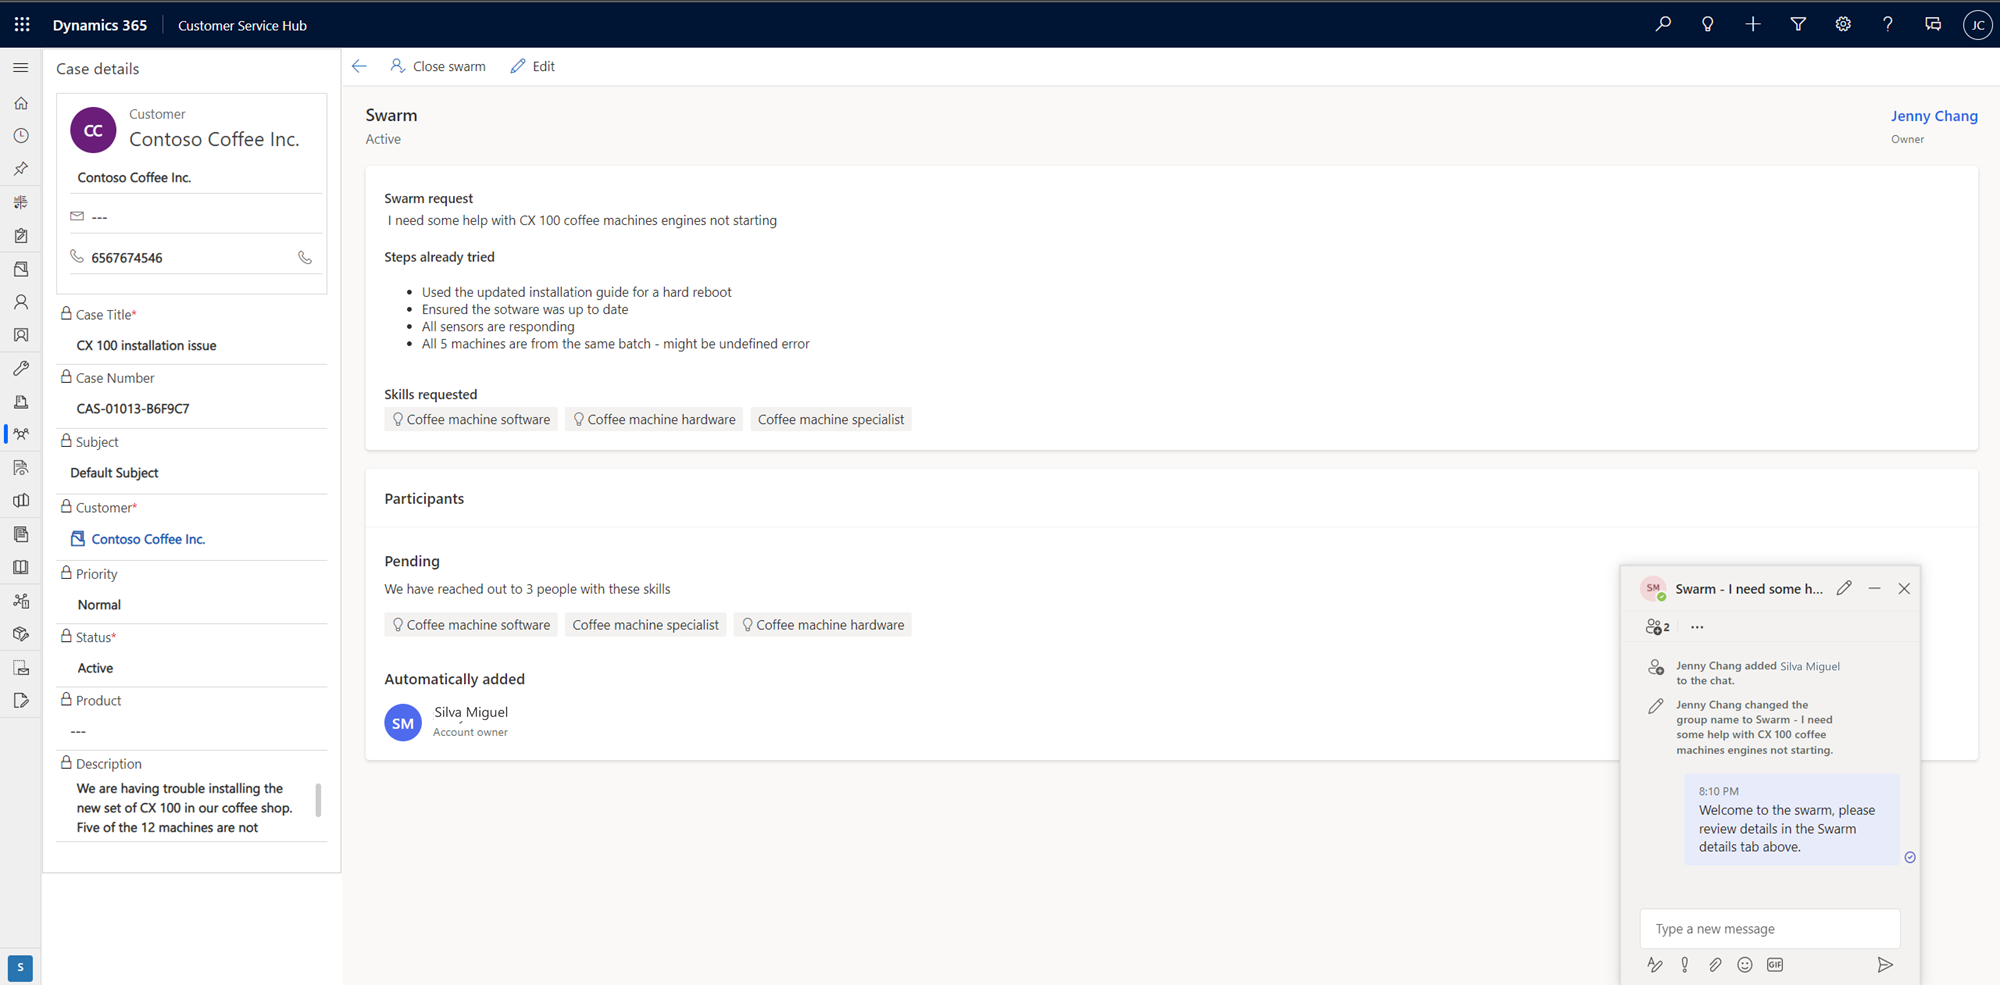 Dynamics 365
Customer Service Hub
JC
Case details
CC
Customer
Contoso Coffee Inc.
Contoso Coffee Inc.
---
6567674546
Case Title*
CX 100 installation issue
Case Number
CAS-01013-B6F9C7
Subject
Default Subject
Customer*
Contoso Coffee Inc.
Priority
Normal
Status*
Active
Product
---
Description
We are having trouble installing the
new set of CX 100 in our coffee shop.
Five of the 12 machines are not
S
Close swarm
Edit
Swarm
Active
Jenny Chang
Owner
Swarm request
I need some help with CX 100 coffee machines engines not starting
Steps already tried
• Used the updated installation guide for a hard reboot
• Ensured the sotware was up to date
• All sensors are responding
• All 5 machines are from the same batch - might be undefined error
Skills requested
Coffee machine software
Coffee machine hardware
Coffee machine specialist
Participants
Pending
We have reached out to 3 people with these skills
Coffee machine software
Coffee machine specialist
Coffee machine hardware
Automatically added
SM
Silva Miguel
Account owner
SM
Swarm - I need some h...
2
Jenny Chang added Silva Miguel
to the chat.
Jenny Chang changed the
group name to Swarm - I need
some help with CX 100 coffee
machines engines not starting.
8:10 PM
Welcome to the swarm, please
review details in the Swarm
details tab above.
Type a new message
GIF